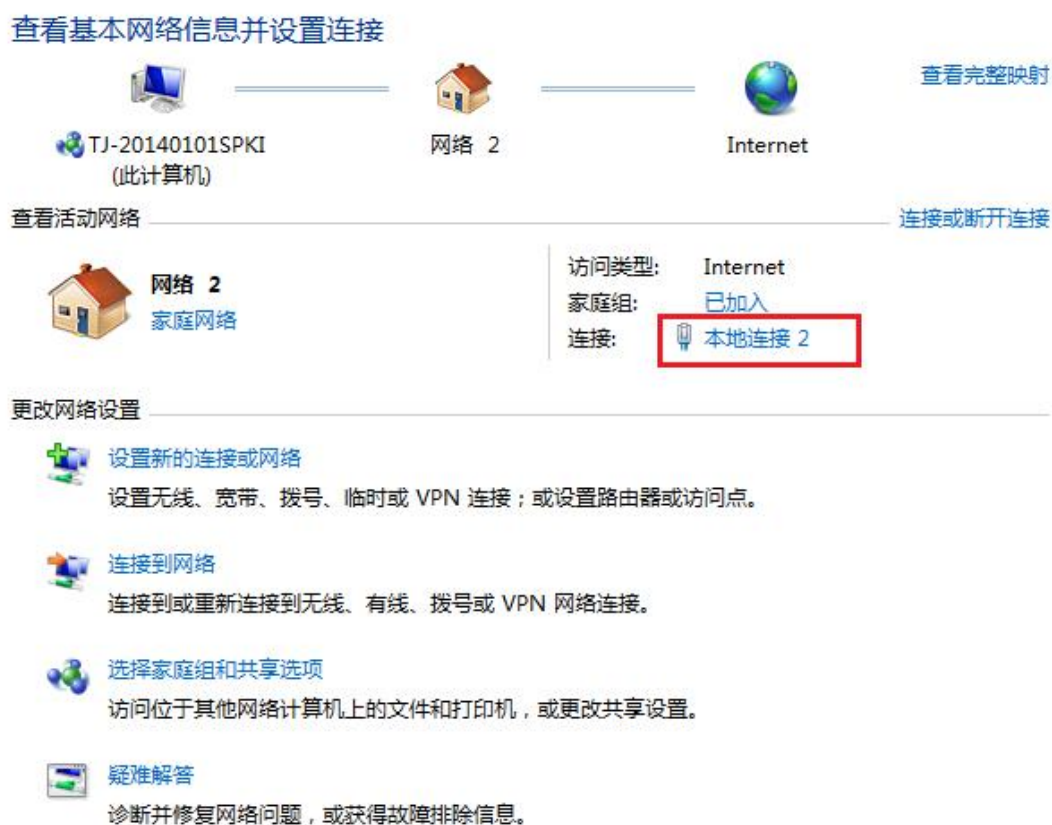 查看基本网络信息并设置连接
查看完整映射
TJ-20140101SPKI
(此计算机)
网络 2
Internet
查看活动网络
连接或断开连接
网络 2
家庭网络
访问类型: Internet
家庭组: 已加入
连接: 本地连接 2
更改网络设置
设置新的连接或网络
设置无线、宽带、拨号、临时或 VPN 连接；或设置路由器或访问点。
连接到网络
连接到或重新连接到无线、有线、拨号或 VPN 网络连接。
选择家庭组和共享选项
访问位于其他网络计算机上的文件和打印机，或更改共享设置。
疑难解答
诊断并修复网络问题，或获得故障排除信息。